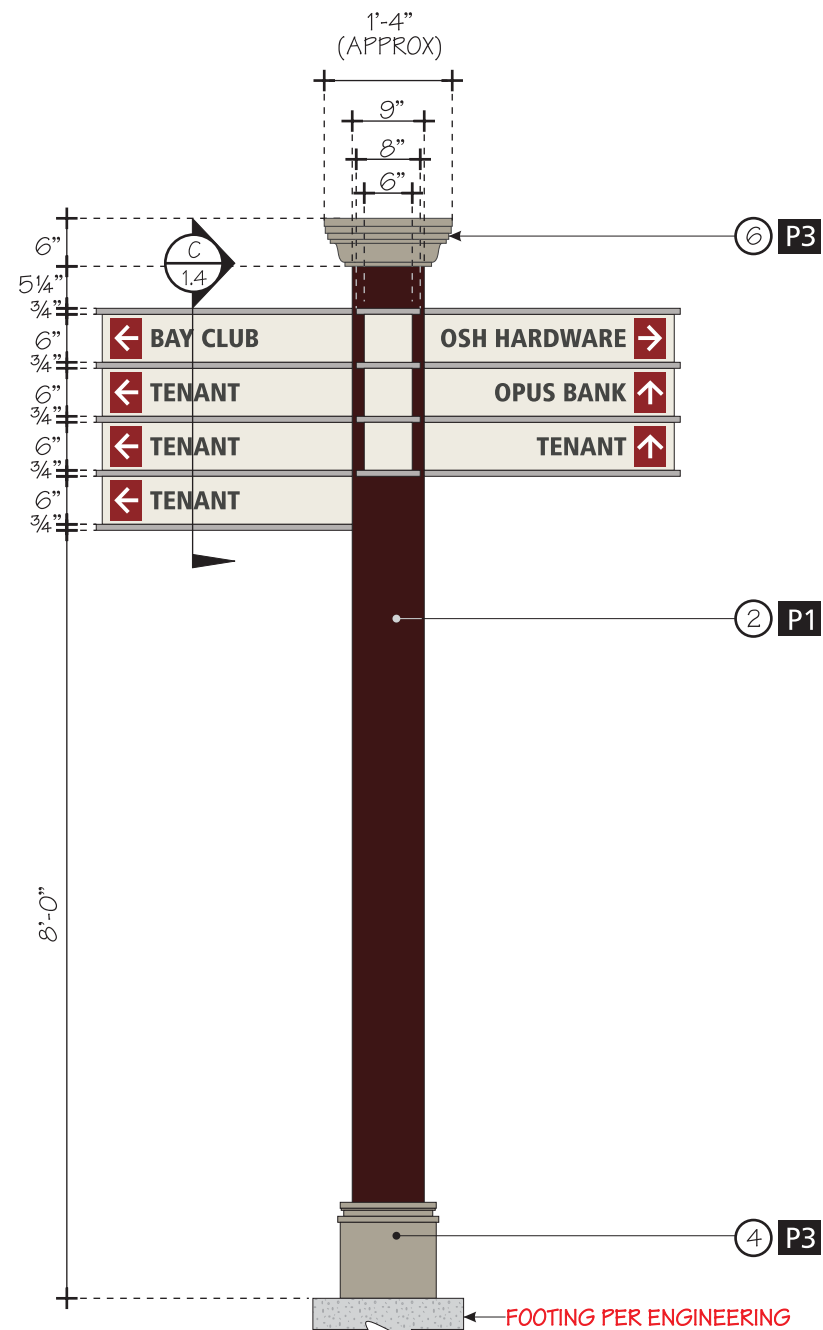 1'-4"
(APPROX)
9"
8"
6"
6"
C
1.4
6 P3
5¼"
¾"
6"
BAY CLUB
OSH HARDWARE
¾"
6"
TENANT
OPUS BANK
¾"
6"
TENANT
TENANT
¾"
6"
TENANT
¾"
2 P1
8'-0"
4 P3
FOOTING PER ENGINEERING